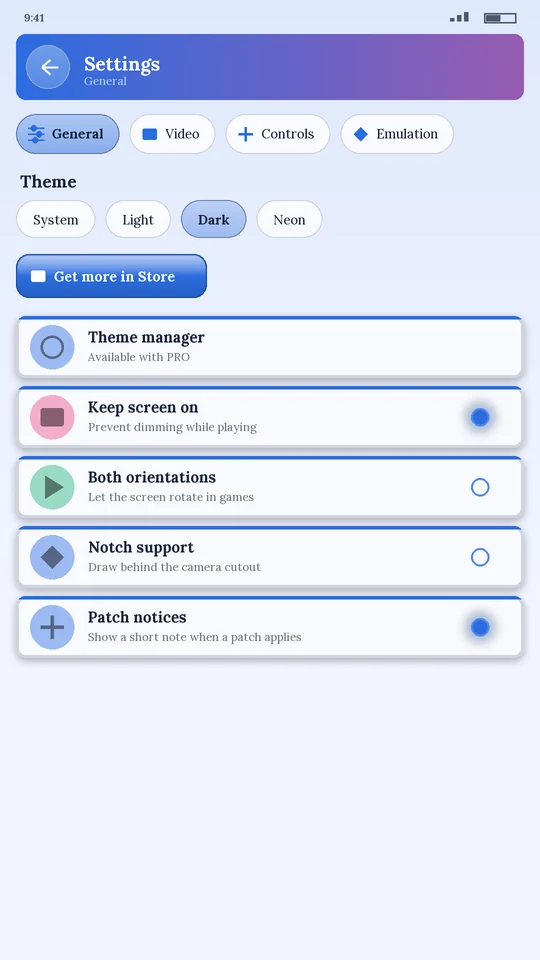 9:41
Settings
General
General
Video
Controls
Emulation
Theme
System
Light
Dark
Neon
Get more in Store
Theme manager
Available with PRO
Keep screen on
Prevent dimming while playing
Both orientations
Let the screen rotate in games
Notch support
Draw behind the camera cutout
Patch notices
Show a short note when a patch applies